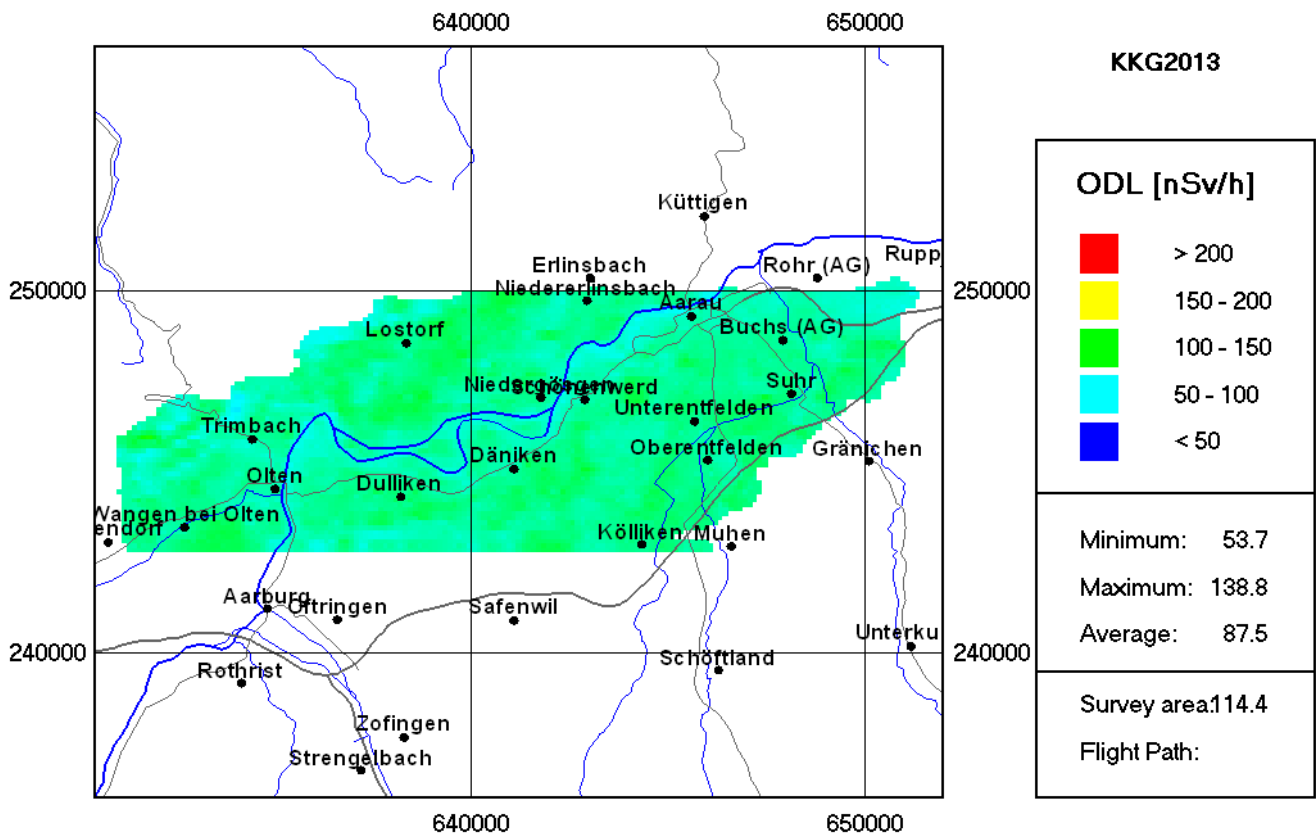 640000 650000
KKG2013
ODL [nSv/h]
> 200
150 - 200
100 - 150
50 - 100
< 50
Minimum: 53.7
Maximum: 138.8
Average: 87.5
Survey area:114.4
Flight Path:
Küttigen
Erlinsbach
Rohr (AG)
Rupp
250000
250000
Niedererlinsbach
Aarau
Lostorf
Buchs (AG)
Niedergösgen
Schönenwerd
Suhr
Unterentfelden
Trimbach
Oberentfelden
Gränichen
Däniken
Olten
Dulliken
Wangen bei Olten
endorf
Kölliken
Muhen
Aarburg
Oftringen
Safenwil
Unterku
240000
240000
Rothrist
Schöftland
Zofingen
Strengelbach
640000 650000